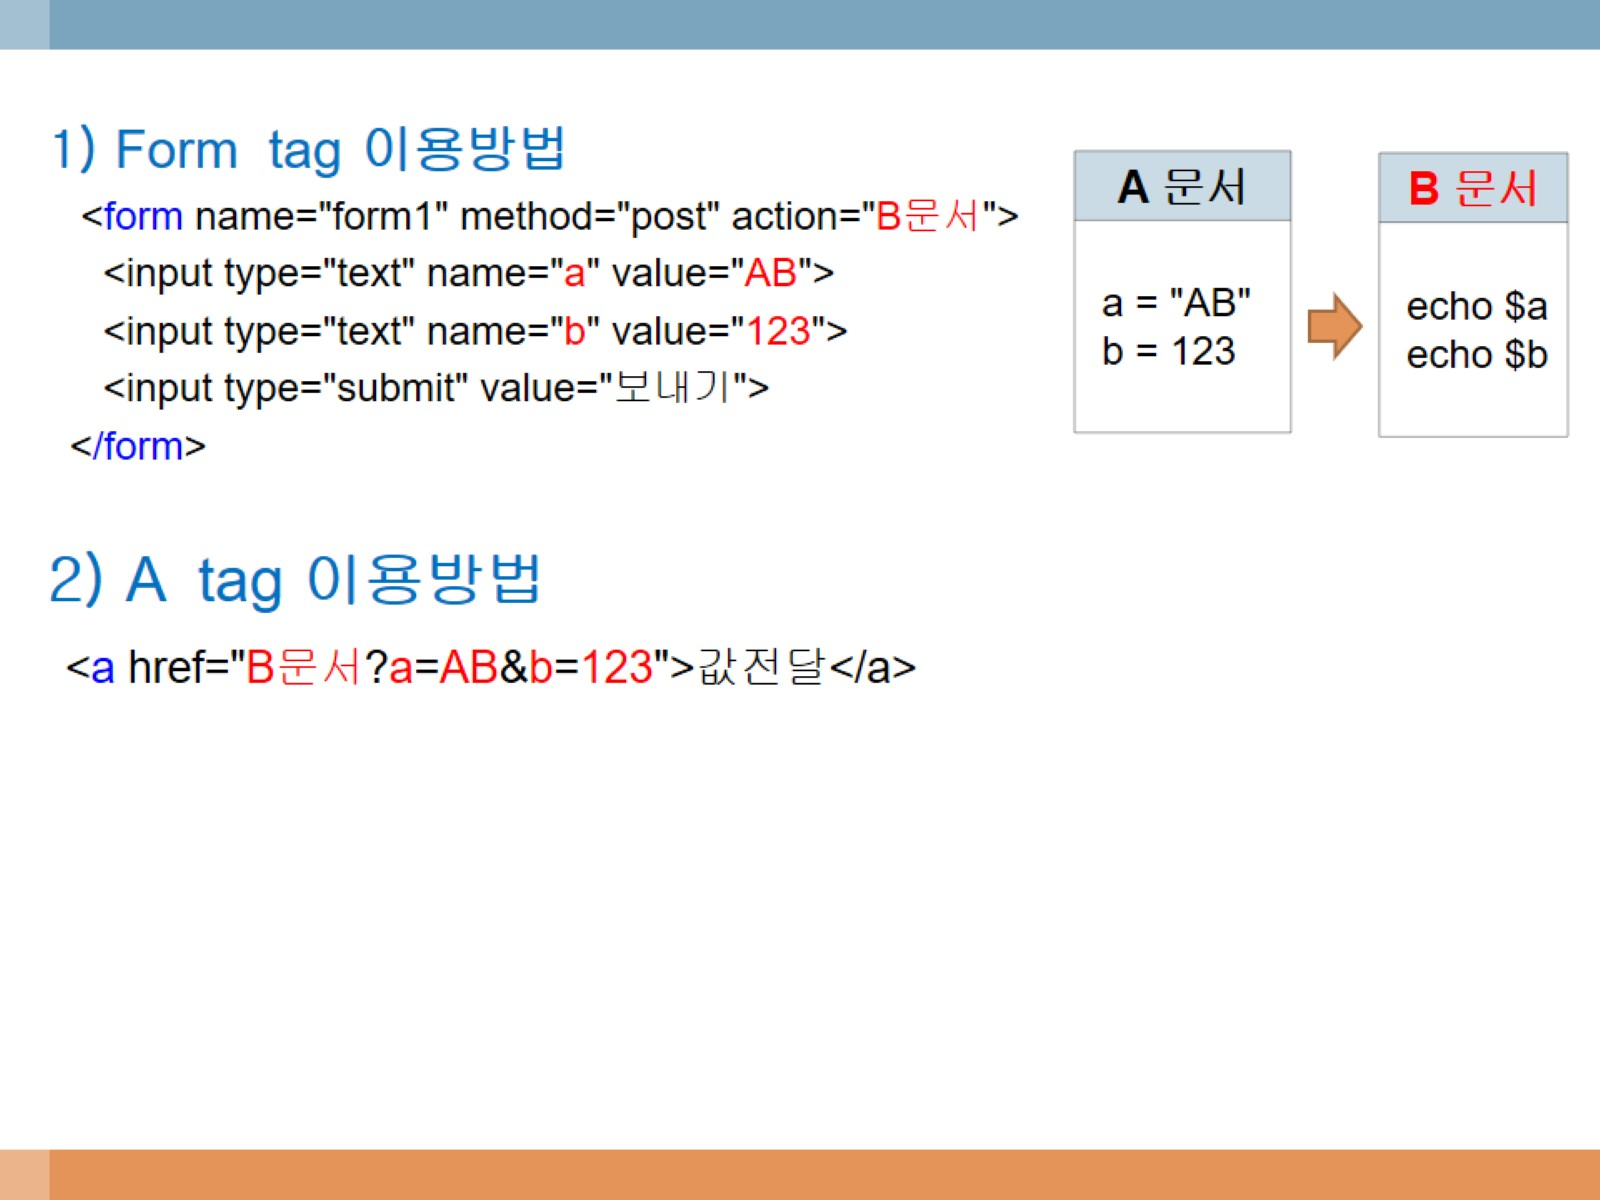 1) Form tag 이용방법
<form name="form1" method="post" action="B문서">
<input type="text" name="a" value="AB">
<input type="text" name="b" value="123">
<input type="submit" value="보내기">
</form>
A 문서
a = "AB"
b = 123
B 문서
echo $a
echo $b
2) A tag 이용방법
<a href="B문서?a=AB&b=123">값전달</a>